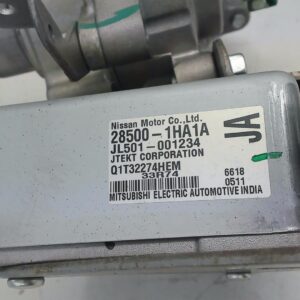 Nissan Motor Co.,Ltd.
28500-1HA1A
JL501-001234
JTEKT CORPORATION
Q1T32274HEM
33R74
JA
6618
0511
MITSUBISHI ELECTRIC AUTOMOTIVE INDIA